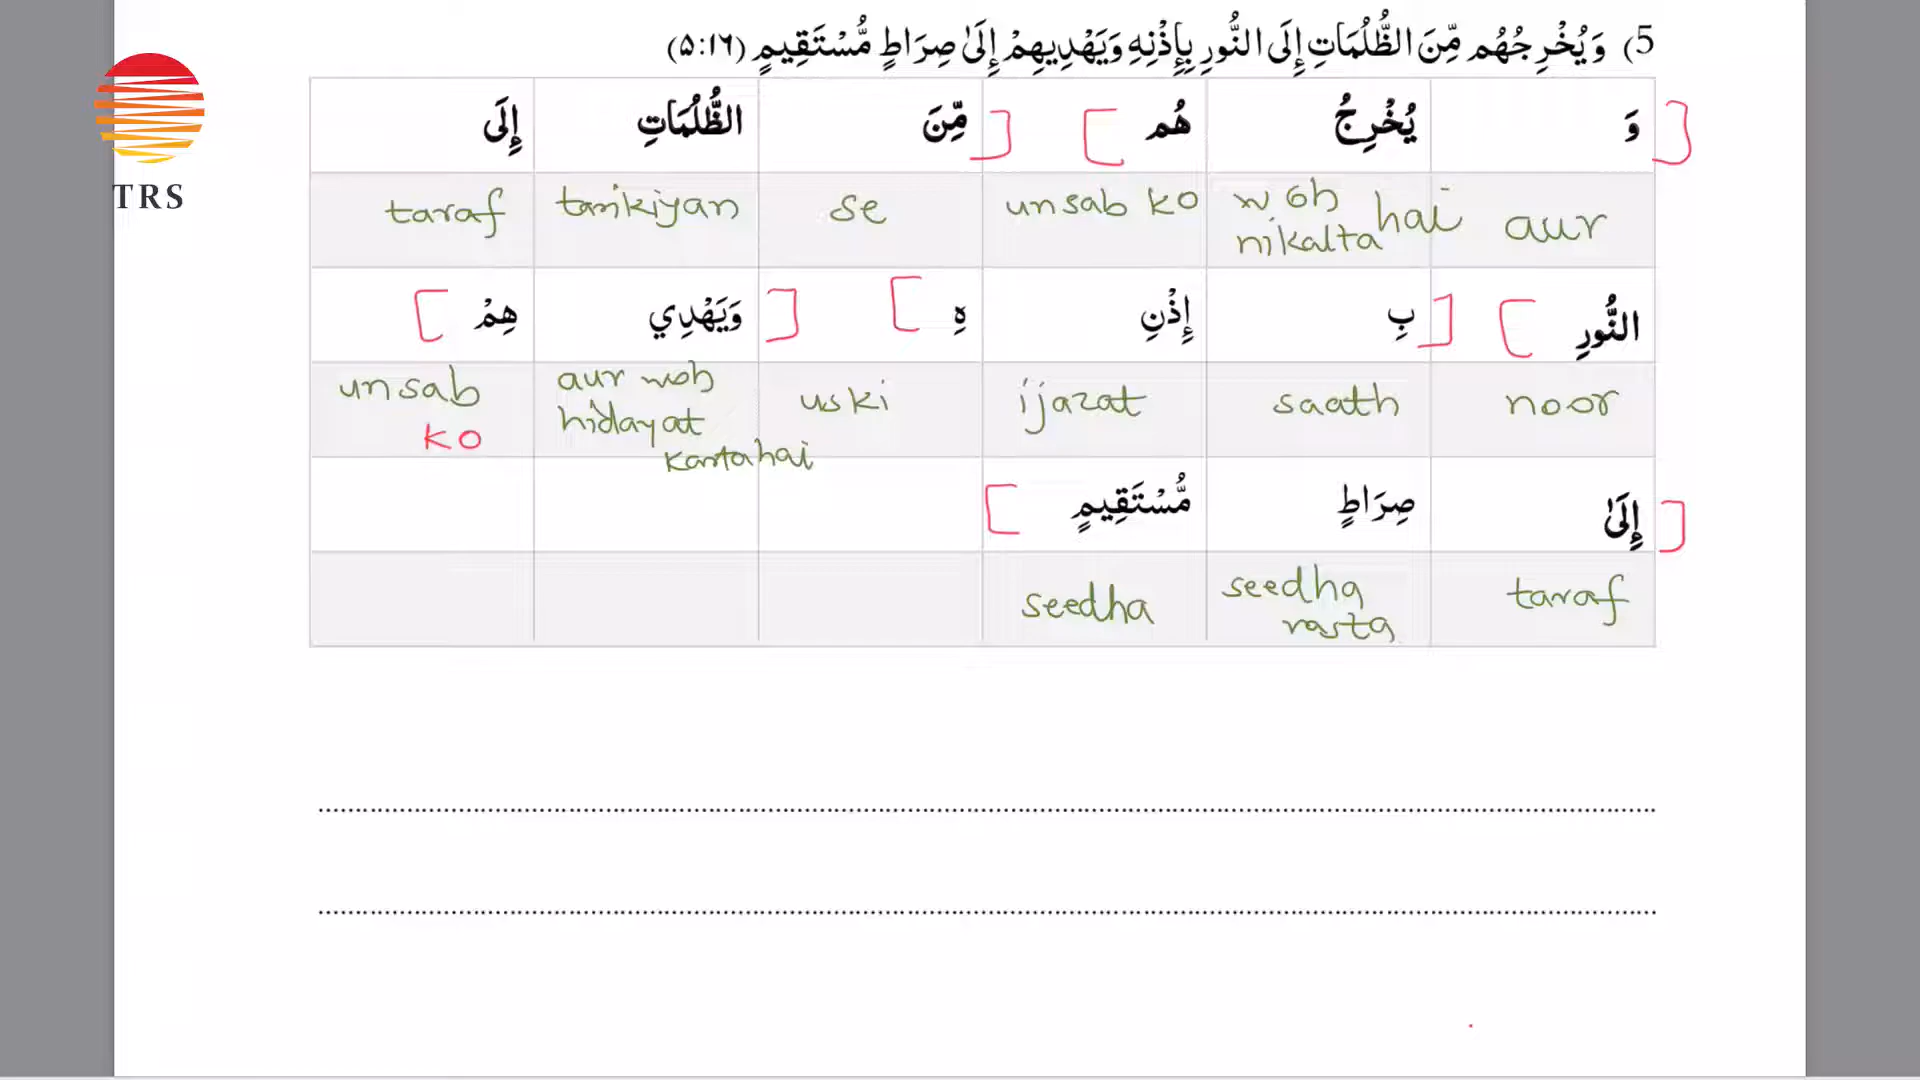 5) وَيُخْرِجُهُم مِّنَ الظُّلُمَاتِ إِلَى النُّورِ بِإِذْنِهِ وَيَهْدِيهِمْ إِلَىٰ صِرَاطٍ مُّسْتَقِيمٍ (٥:١٦)
TRS
وَ يُخْرِجُ هُم مِّنَ الظُّلُمَاتِ إِلَى
aur woh nikalta hai unsab ko se tarikiyan taraf
النُّورِ بِ إِذْنِ هِ وَيَهْدِي هِمْ
noor saath ijazat uski aur woh hidayat karta hai unsab ko
إِلَىٰ صِرَاطٍ مُّسْتَقِيمٍ
taraf seedha rasta seedha